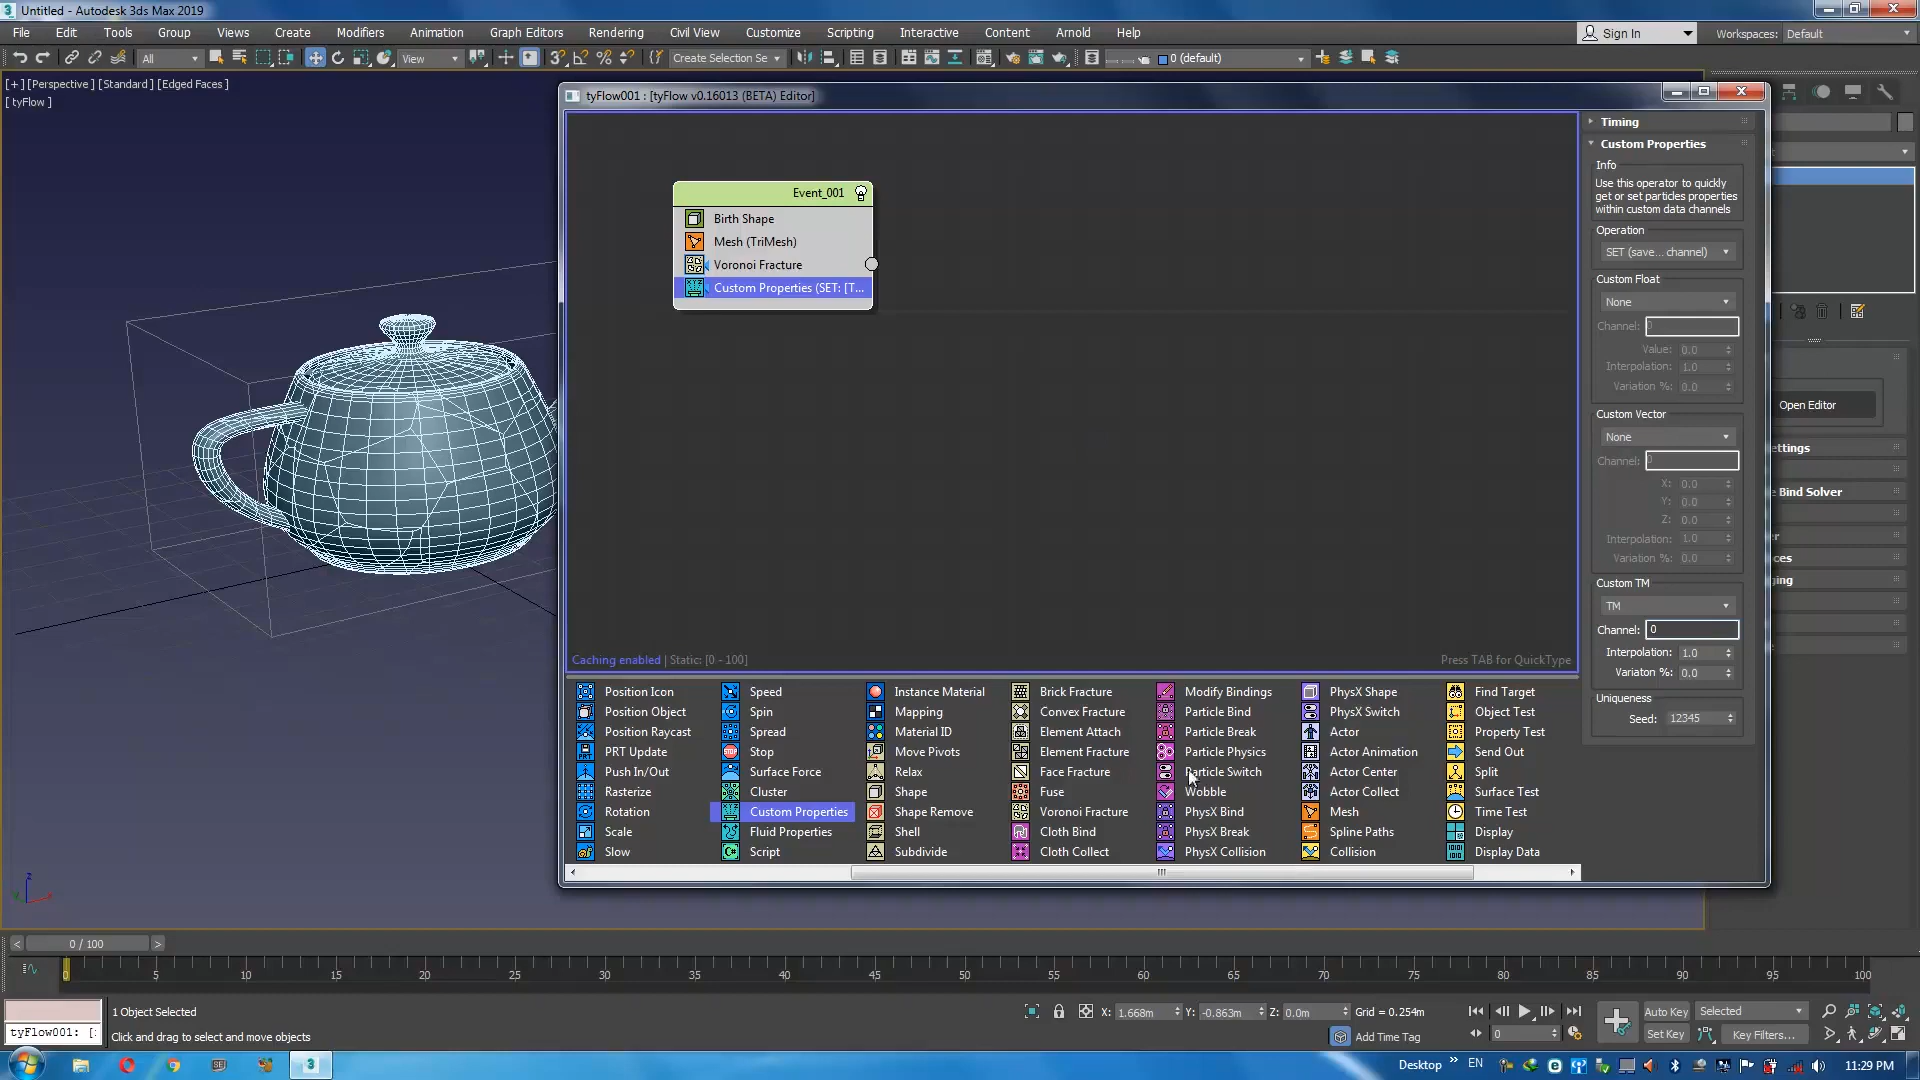 Untitled - Autodesk 3ds Max 2019
File Edit Tools Group Views Create Modifiers Animation Graph Editors Rendering Civil View Customize Scripting Interactive Content Arnold Help
Sign In Workspaces: Default
All View Create Selection Se 0 (default)
[+] [Perspective] [Standard] [Edged Faces]
[ tyFlow ]
tyFlow001 : [tyFlow v0.16013 (BETA) Editor]
Event_001
Birth Shape
Mesh (TriMesh)
Voronoi Fracture
Custom Properties (SET: [T...
Caching enabled | Static: [0 - 100]
Press TAB for QuickType
Timing
Custom Properties
Info
Use this operator to quickly
get or set particles properties
within custom data channels
Operation
SET (save... channel)
Custom Float
None
Channel: 0
Value: 0.0
Interpolation: 1.0
Variation %: 0.0
Custom Vector
None
Channel: 0
X: 0.0
Y: 0.0
Z: 0.0
Interpolation: 1.0
Variation %: 0.0
Custom TM
TM
Channel: 0
Interpolation: 1.0
Variaton %: 0.0
Uniqueness
Seed: 12345
Open Editor
ettings
e Bind Solver
er
ces
ging
Position Icon Speed Instance Material Brick Fracture Modify Bindings PhysX Shape Find Target
Position Object Spin Mapping Convex Fracture Particle Bind PhysX Switch Object Test
Position Raycast Spread Material ID Element Attach Particle Break Actor Property Test
PRT Update Stop Move Pivots Element Fracture Particle Physics Actor Animation Send Out
Push In/Out Surface Force Relax Face Fracture Particle Switch Actor Center Split
Rasterize Cluster Shape Fuse Wobble Actor Collect Surface Test
Rotation Custom Properties Shape Remove Voronoi Fracture PhysX Bind Mesh Time Test
Scale Fluid Properties Shell Cloth Bind PhysX Break Spline Paths Display
Slow Script Subdivide Cloth Collect PhysX Collision Collision Display Data
0 / 100
0 5 10 15 20 25 30 35 40 45 50 55 60 65 70 75 80 85 90 95 100
1 Object Selected
X: 1.668m Y: -0.863m Z: 0.0m Grid = 0.254m
Auto Key Selected
tyFlow001: [:
Click and drag to select and move objects
Add Time Tag
0
Set Key Key Filters...
Desktop EN 11:29 PM